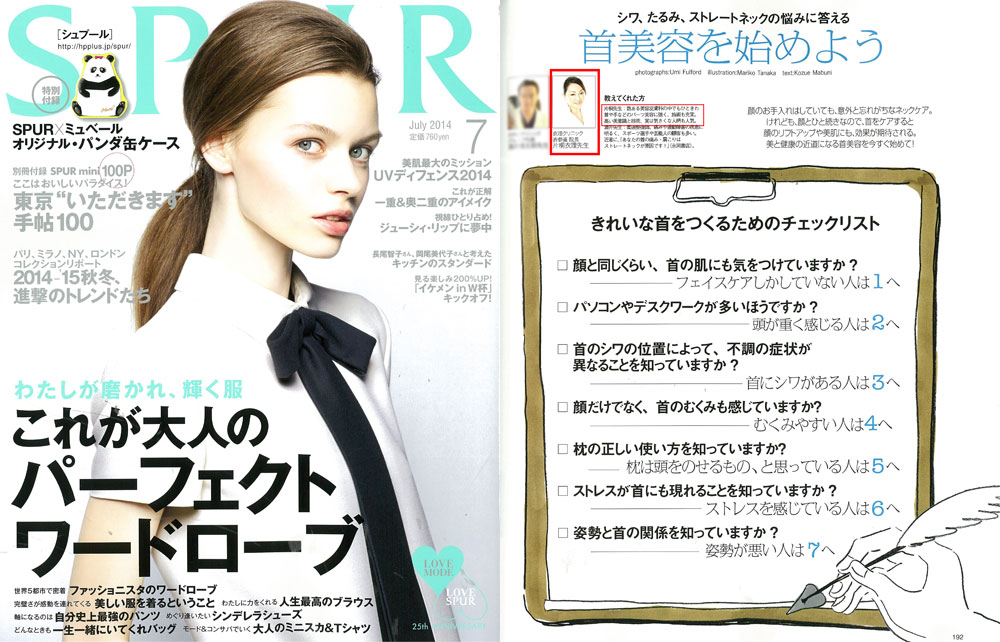 SPUR
[シュプール]
http://hpplus.jp/spur/
特別
付録
SPUR×ミュベール
オリジナル・パンダ缶ケース
別冊付録 SPUR mini 100P
ここはおいしいパラダイス!
東京“いただきます”
手帖100
パリ、ミラノ、NY、ロンドン
コレクションリポート
2014-15秋冬、
進撃のトレンドたち
July 2014 7
定価760yen
美肌最大のミッション
UVディフェンス2014
これが正解
一重&奥二重のアイメイク
視線ひとり占め!
ジューシィ・リップに夢中
長尾智子さん、岡尾美代子さんと考えた
キッチンのスタンダード
見る楽しみ200%UP!
「イケメン in W杯」
キックオフ!
わたしが磨かれ、輝く服
これが大人の
パーフェクト
ワードローブ
世界5都市で密着 ファッショニスタのワードローブ
完璧さが感動を連れてくる 美しい服を着るということ わたしに力をくれる 人生最高のブラウス
軸になるのは 自分史上最強のパンツ めぐり逢いたい シンデレラシューズ
どんなときも 一生一緒にいてくれバッグ モード&コンサバでいく 大人のミニスカ&Tシャツ
LOVE
MODE
LOVE
SPUR
25th ANNIVERSARY
シワ、たるみ、ストレートネックの悩みに答える
首美容を始めよう
photographs:Umi Fulford illustration:Mariko Tanaka text:Kozue Mabuni
教えてくれた方
片桐衣理先生
顔のお手入れはしていても、意外と忘れがちなネックケア。
けれども、顔とひと続きなので、首をケアすると
顔のリフトアップや美肌にも、効果が期待される。
美と健康の近道になる首美容を今すぐ始めて!
きれいな首をつくるためのチェックリスト
□ 顔と同じくらい、首の肌にも気をつけていますか?
フェイスケアしかしていない人は1へ
□ パソコンやデスクワークが多いほうですか?
頭が重く感じる人は2へ
□ 首のシワの位置によって、不調の症状が
異なることを知っていますか?
首にシワがある人は3へ
□ 顔だけでなく、首のむくみも感じていますか?
むくみやすい人は4へ
□ 枕の正しい使い方を知っていますか?
枕は頭をのせるもの、と思っている人は5へ
□ ストレスが首にも現れることを知っていますか?
ストレスを感じている人は6へ
□ 姿勢と首の関係を知っていますか?
姿勢が悪い人は7へ
192